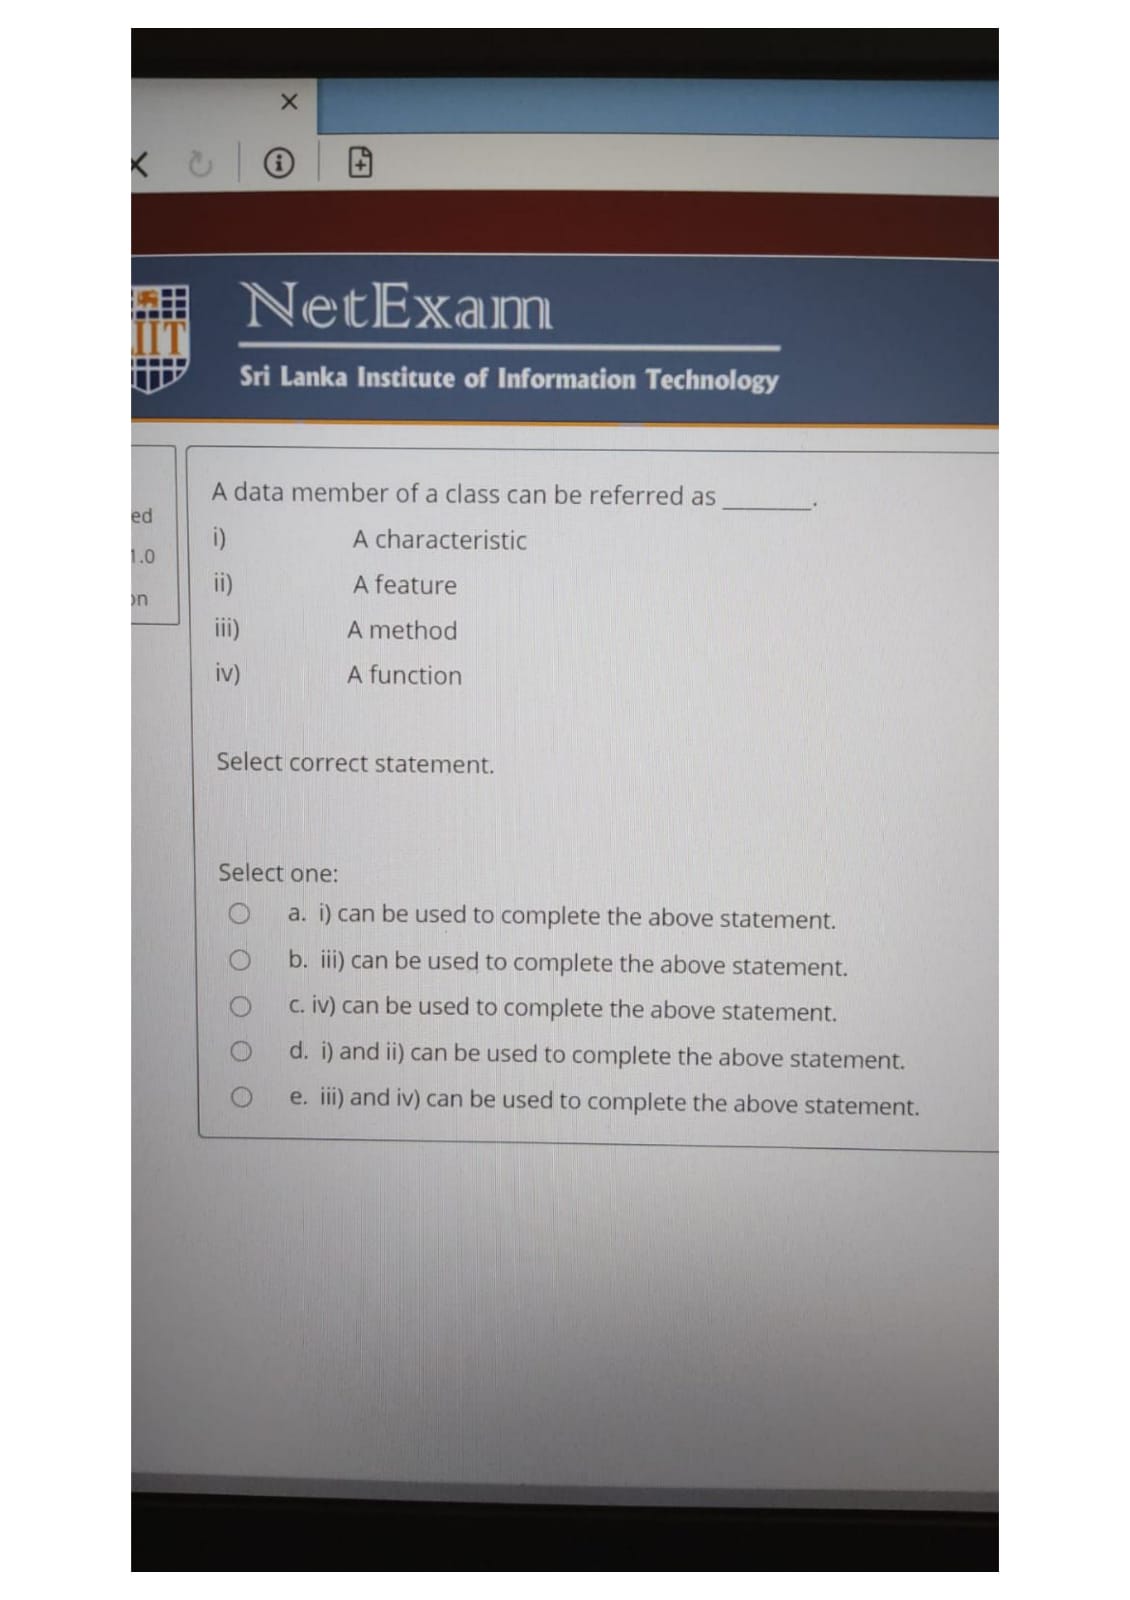 NetExam
IIT
Sri Lanka Institute of Information Technology
ed
1.0
on
A data member of a class can be referred as ________.
i) A characteristic
ii) A feature
iii) A method
iv) A function
Select correct statement.
Select one:
a. i) can be used to complete the above statement.
b. iii) can be used to complete the above statement.
c. iv) can be used to complete the above statement.
d. i) and ii) can be used to complete the above statement.
e. iii) and iv) can be used to complete the above statement.